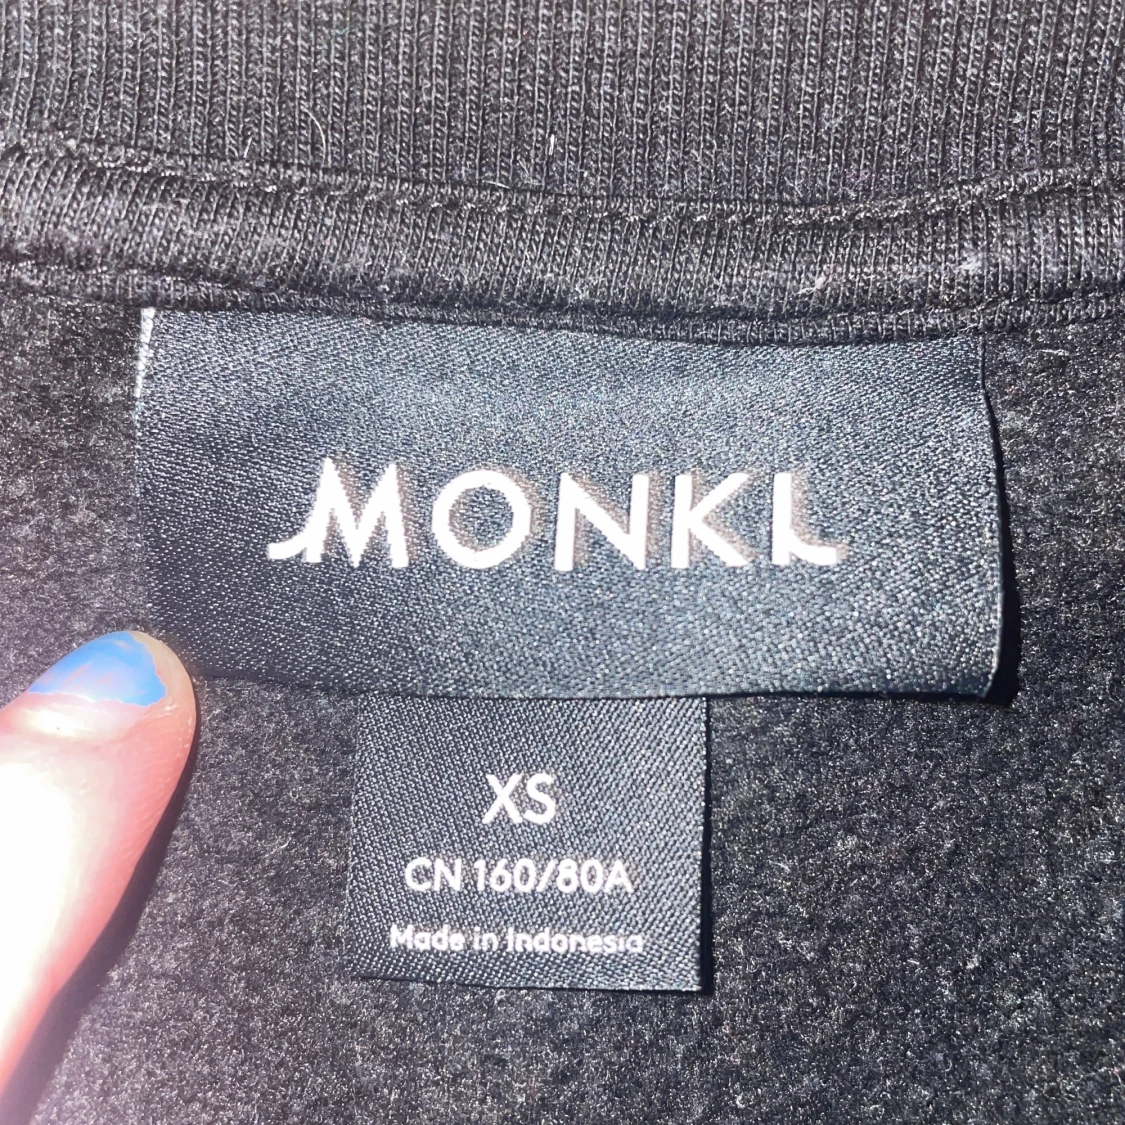 MONKI
XS
CN 160/80A
Made in Indonesia